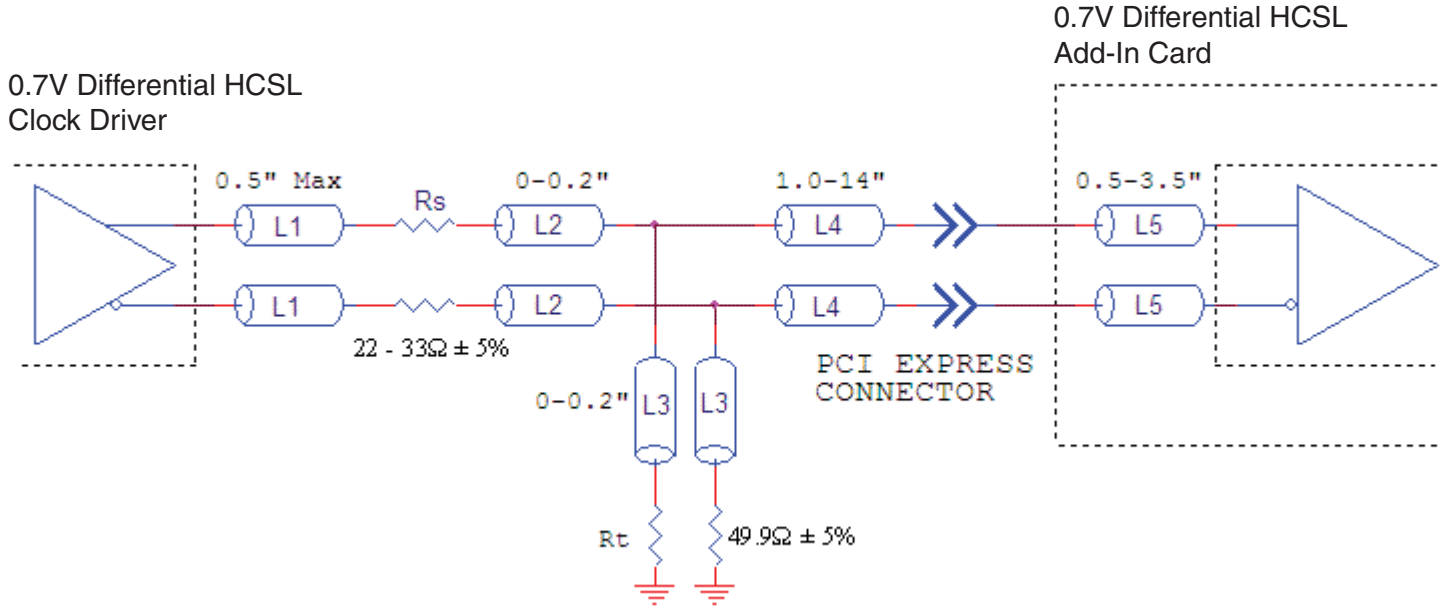 0.7V Differential HCSL
Add-In Card
0.7V Differential HCSL
Clock Driver
0.5" Max
Rs
0-0.2"
1.0-14"
0.5-3.5"
L1
L2
L4
L5
L1
L2
L4
L5
22 - 33Ω ± 5%
PCI EXPRESS
CONNECTOR
0-0.2"
L3
L3
Rt
49.9Ω ± 5%